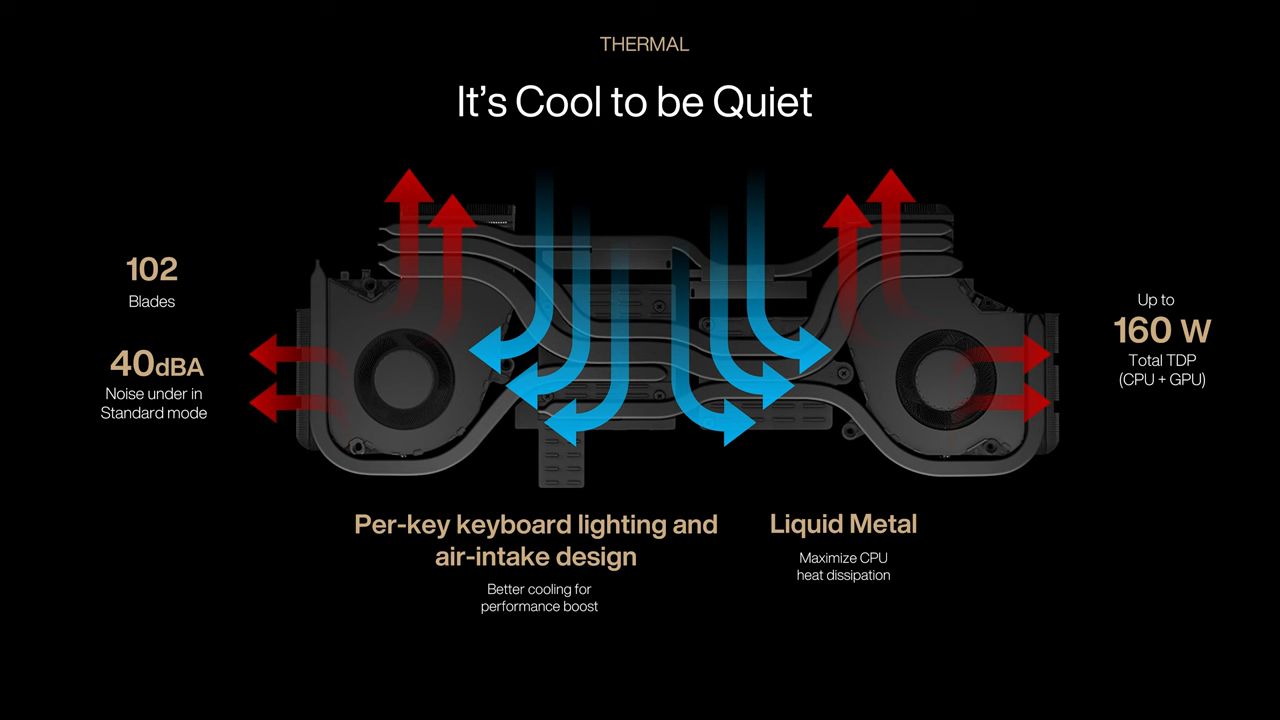 THERMAL
It's Cool to be Quiet
102
Blades
40dBA
Noise under in
Standard mode
Up to
160 W
Total TDP
(CPU + GPU)
Per-key keyboard lighting and
air-intake design
Better cooling for
performance boost
Liquid Metal
Maximize CPU
heat dissipation